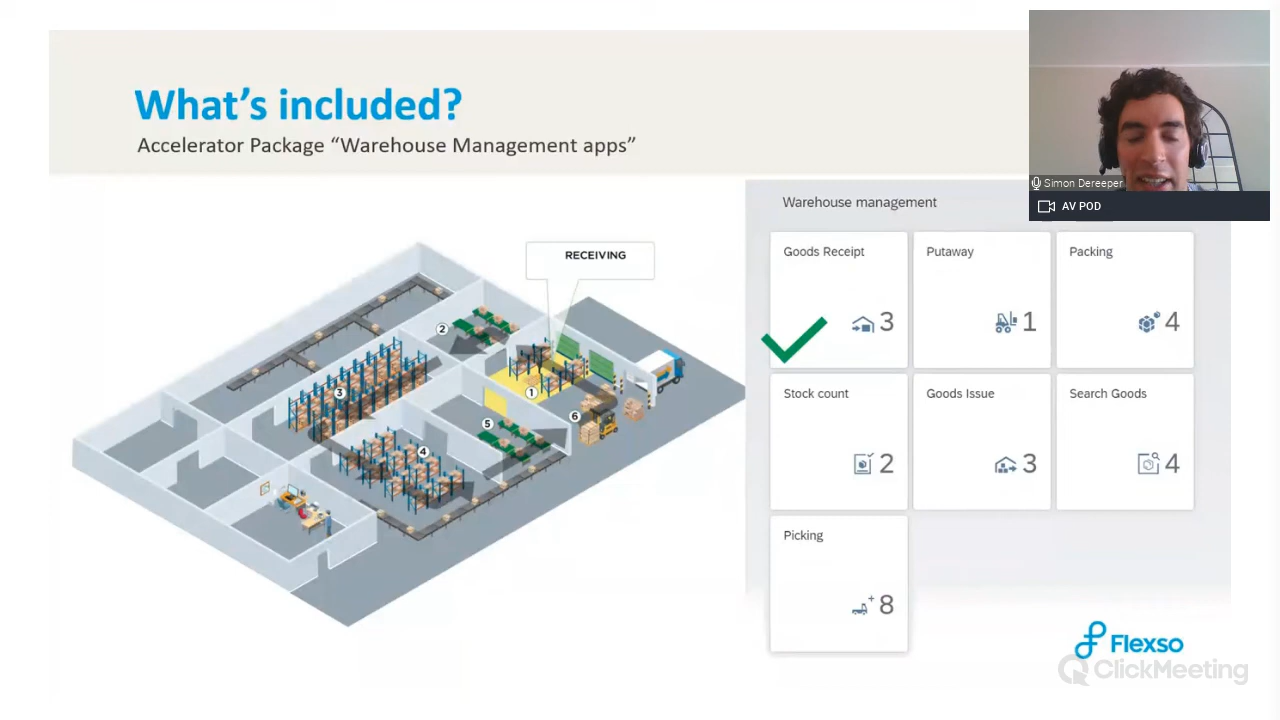 What's included?
Accelerator Package “Warehouse Management apps”
Simon Dereeper
AV POD
RECEIVING
2
3
1
6
5
4
Warehouse management
Goods Receipt
3
Putaway
1
Packing
4
Stock count
2
Goods Issue
3
Search Goods
4
Picking
8
Flexso
ClickMeeting